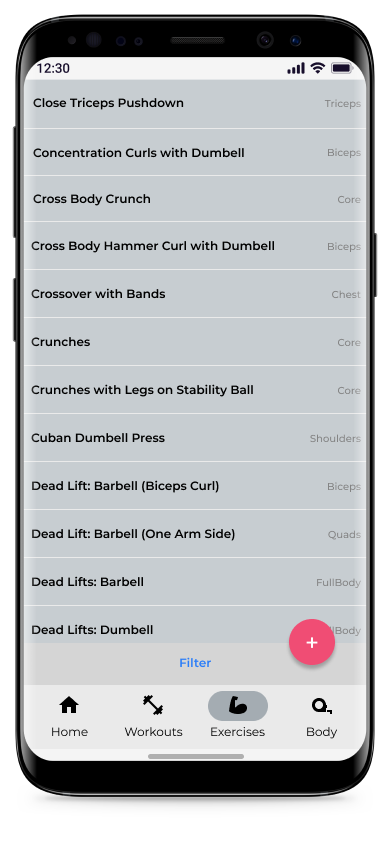 12:30
Close Triceps Pushdown Triceps
Concentration Curls with Dumbell Biceps
Cross Body Crunch Core
Cross Body Hammer Curl with Dumbell Biceps
Crossover with Bands Chest
Crunches Core
Crunches with Legs on Stability Ball Core
Cuban Dumbell Press Shoulders
Dead Lift: Barbell (Biceps Curl) Biceps
Dead Lift: Barbell (One Arm Side) Quads
Dead Lifts: Barbell FullBody
Dead Lifts: Dumbell
+
Filter
Home Workouts Exercises Body